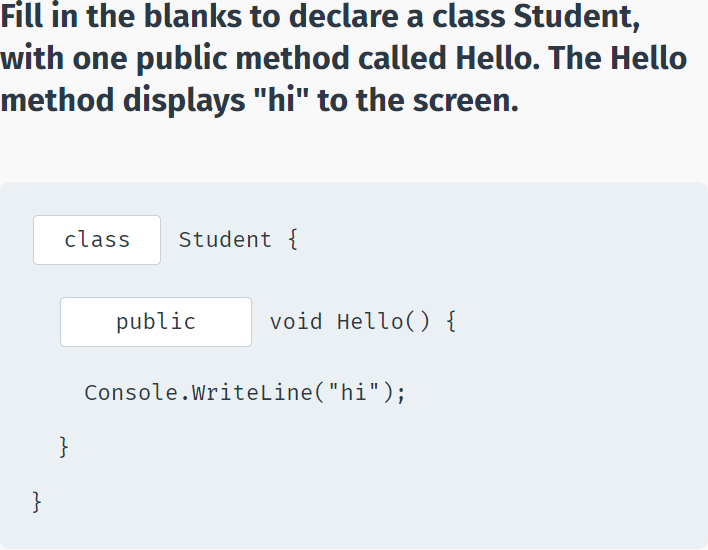 Fill in the blanks to declare a class Student,
with one public method called Hello. The Hello
method displays "hi" to the screen.
class Student {
public void Hello() {
Console.WriteLine("hi");
}
}